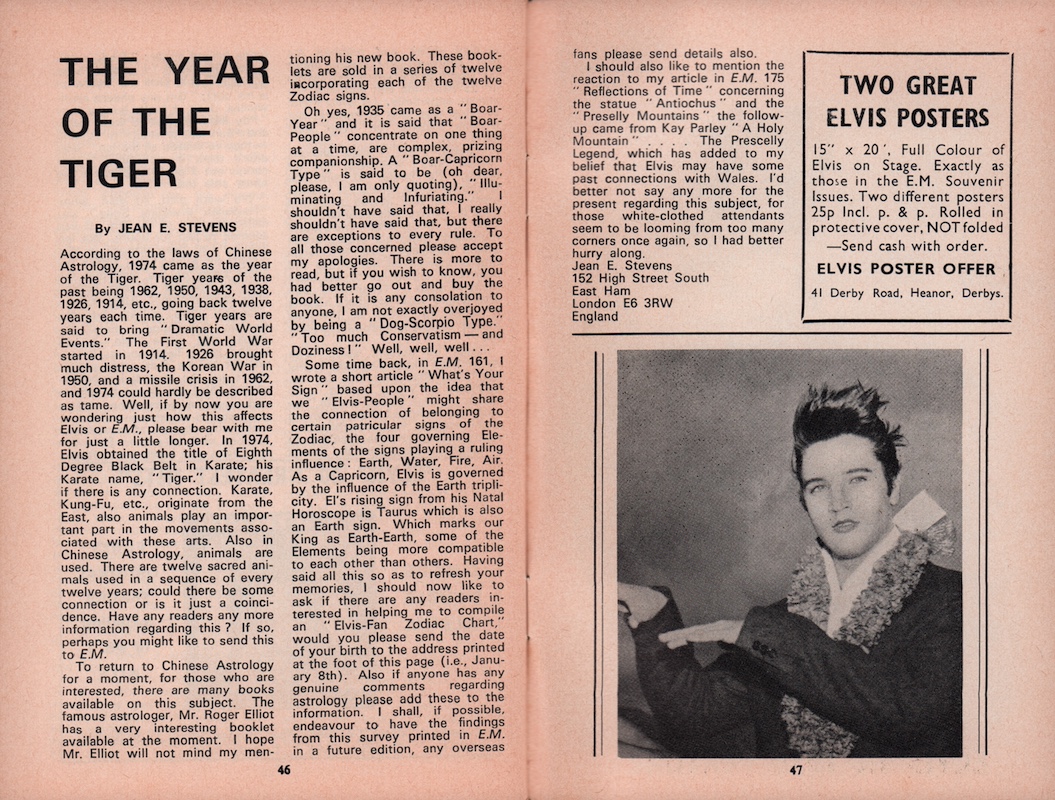 THE YEAR
OF THE
TIGER
By JEAN E. STEVENS
According to the laws of Chinese
Astrology, 1974 came as the year
of the Tiger. Tiger years of the
past being 1962, 1950, 1943, 1938,
1926, 1914, etc., going back twelve
years each time. Tiger years are
said to bring "Dramatic World
Events." The First World War
started in 1914. 1926 brought
much distress, the Korean War in
1950, and a missile crisis in 1962,
and 1974 could hardly be described
as tame. Well, if by now you are
wondering just how this affects
Elvis or E.M., please bear with me
for just a little longer. In 1974,
Elvis obtained the title of Eighth
Degree Black Belt in Karate; his
Karate name, "Tiger." I wonder
if there is any connection. Karate,
Kung-Fu, etc., originate from the
East, also animals play an impor-
tant part in the movements asso-
ciated with these arts. Also in
Chinese Astrology, animals are
used. There are twelve sacred ani-
mals used in a sequence of every
twelve years; could there be some
connection or is it just a coinci-
dence. Have any readers any more
information regarding this? If so,
perhaps you might like to send this
to E.M.
To return to Chinese Astrology
for a moment, for those who are
interested, there are many books
available on this subject. The
famous astrologer, Mr. Roger Elliot
has a very interesting booklet
available at the moment. I hope
Mr. Elliot will not mind my men-
tioning his new book. These book-
lets are sold in a series of twelve
incorporating each of the twelve
Zodiac signs.
Oh yes, 1935 came as a "Boar-
Year" and it is said that "Boar-
People" concentrate on one thing
at a time, are complex, prizing
companionship. A "Boar-Capricorn
Type" is said to be (oh dear,
please, I am only quoting), "Illu-
minating and Infuriating." I
shouldn't have said that, I really
shouldn't have said that, but there
are exceptions to every rule. To
all those concerned please accept
my apologies. There is more to
read, but if you wish to know, you
had better go out and buy the
book. If it is any consolation to
anyone, I am not exactly overjoyed
by being a "Dog-Scorpio Type."
"Too much Conservatism — and
Doziness!" Well, well, well . . .
Some time back, in E.M. 161, I
wrote a short article "What's Your
Sign" based upon the idea that
we "Elvis-People" might share
the connection of belonging to
certain patricular signs of the
Zodiac, the four governing Ele-
ments of the signs playing a ruling
influence: Earth, Water, Fire, Air.
As a Capricorn, Elvis is governed
by the influence of the Earth tripli-
city. El's rising sign from his Natal
Horoscope is Taurus which is also
an Earth sign. Which marks our
King as Earth-Earth, some of the
Elements being more compatible
to each other than others. Having
said all this so as to refresh your
memories, I should now like to
ask if there are any readers in-
terested in helping me to compile
an "Elvis-Fan Zodiac Chart,"
would you please send the date
of your birth to the address printed
at the foot of this page (i.e., Janu-
ary 8th). Also if anyone has any
genuine comments regarding
astrology please add these to the
information. I shall, if possible,
endeavour to have the findings
from this survey printed in E.M.
in a future edition, any overseas
46
fans please send details also.
I should also like to mention the
reaction to my article in E.M. 175
"Reflections of Time" concerning
the statue "Antiochus" and the
"Preselly Mountains" the follow-
up came from Kay Parley "A Holy
Mountain" . . . . The Prescelly
Legend, which has added to my
belief that Elvis may have some
past connections with Wales. I'd
better not say any more for the
present regarding this subject, for
those white-clothed attendants
seem to be looming from too many
corners once again, so I had better
hurry along.
Jean E. Stevens
152 High Street South
East Ham
London E6 3RW
England
TWO GREAT
ELVIS POSTERS
15" x 20", Full Colour of
Elvis on Stage. Exactly as
those in the E.M. Souvenir
Issues. Two different posters
25p Incl. p. & p. Rolled in
protective cover, NOT folded
—Send cash with order.
ELVIS POSTER OFFER
41 Derby Road, Heanor, Derbys.
47